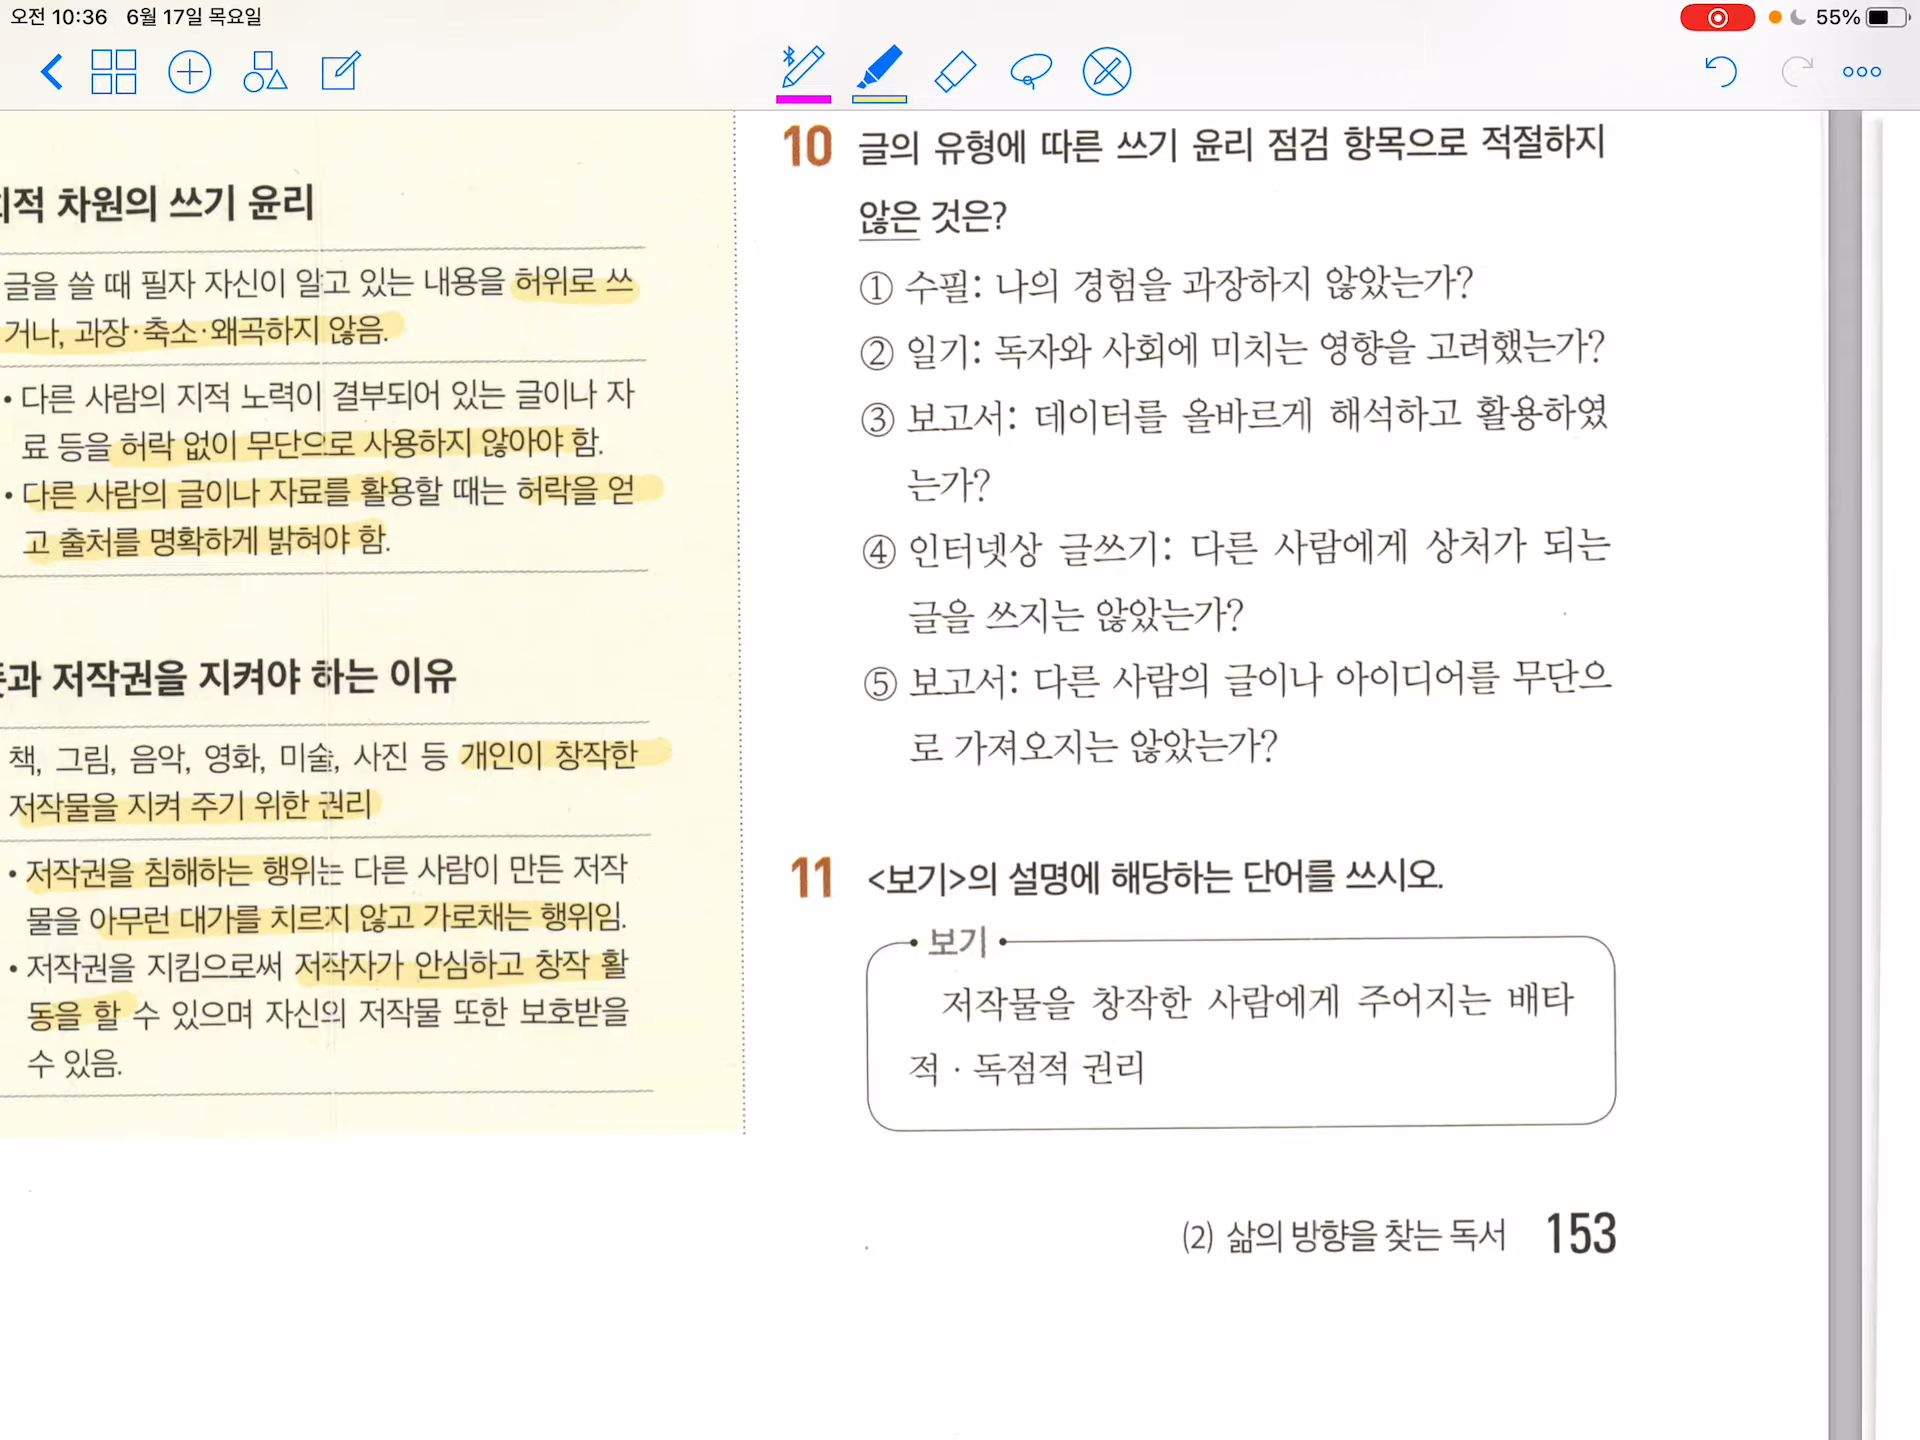 오전 10:36 6월 17일 목요일
55%
적 차원의 쓰기 윤리
글을 쓸 때 필자 자신이 알고 있는 내용을 허위로 쓰
거나, 과장·축소·왜곡하지 않음.
• 다른 사람의 지적 노력이 결부되어 있는 글이나 자
료 등을 허락 없이 무단으로 사용하지 않아야 함.
• 다른 사람의 글이나 자료를 활용할 때는 허락을 얻
고 출처를 명확하게 밝혀야 함.
과 저작권을 지켜야 하는 이유
책, 그림, 음악, 영화, 미술, 사진 등 개인이 창작한
저작물을 지켜 주기 위한 권리
• 저작권을 침해하는 행위는 다른 사람이 만든 저작
물을 아무런 대가를 치르지 않고 가로채는 행위임.
• 저작권을 지킴으로써 저작자가 안심하고 창작 활
동을 할 수 있으며 자신의 저작물 또한 보호받을
수 있음.
10 글의 유형에 따른 쓰기 윤리 점검 항목으로 적절하지
않은 것은?
① 수필: 나의 경험을 과장하지 않았는가?
② 일기: 독자와 사회에 미치는 영향을 고려했는가?
③ 보고서: 데이터를 올바르게 해석하고 활용하였
는가?
④ 인터넷상 글쓰기: 다른 사람에게 상처가 되는
글을 쓰지는 않았는가?
⑤ 보고서: 다른 사람의 글이나 아이디어를 무단으
로 가져오지는 않았는가?
11 <보기>의 설명에 해당하는 단어를 쓰시오.
보기
저작물을 창작한 사람에게 주어지는 배타
적·독점적 권리
(2) 삶의 방향을 찾는 독서 153